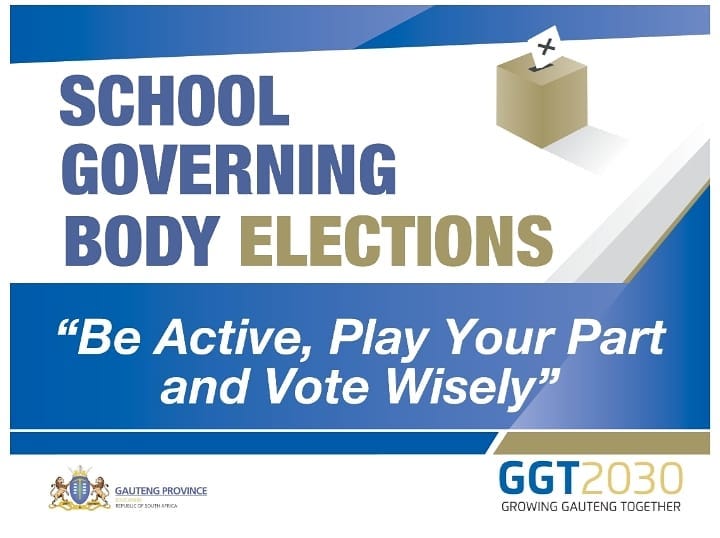 SCHOOL
GOVERNING
BODY ELECTIONS
“Be Active, Play Your Part
and Vote Wisely”
GAUTENG PROVINCE
EDUCATION
REPUBLIC OF SOUTH AFRICA
GGT2030
GROWING GAUTENG TOGETHER